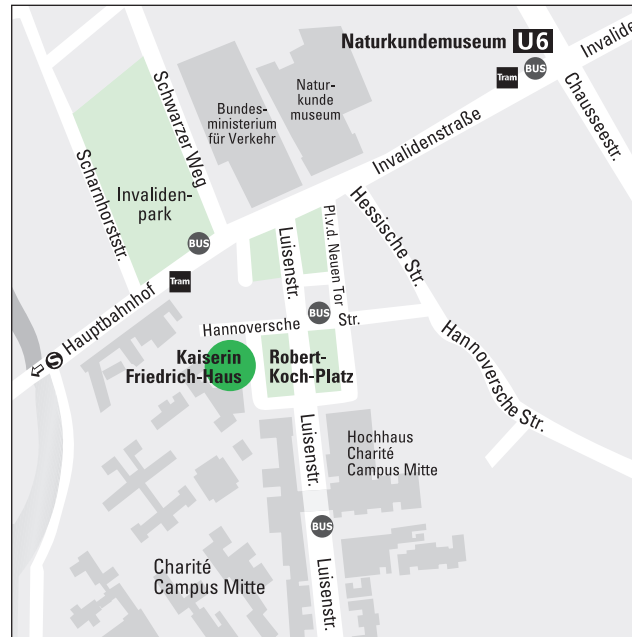 Naturkundemuseum U6
Invaliden
BUS
Tram
Chausseestr.
Schwarzer Weg
Scharnhorststr.
Bundes-
ministerium
für Verkehr
Natur-
kunde
museum
Invalidenstraße
Invaliden-
park
BUS
Tram
Hauptbahnhof
S
Luisenstr.
Pl.v.d. Neuen Tor
Hessische Str.
BUS
Hannoversche Str.
Hannoversche Str.
Kaiserin
Friedrich-Haus
Robert-
Koch-Platz
Luisenstr.
Hochhaus
Charité
Campus Mitte
BUS
Charité
Campus Mitte
Luisenstr.